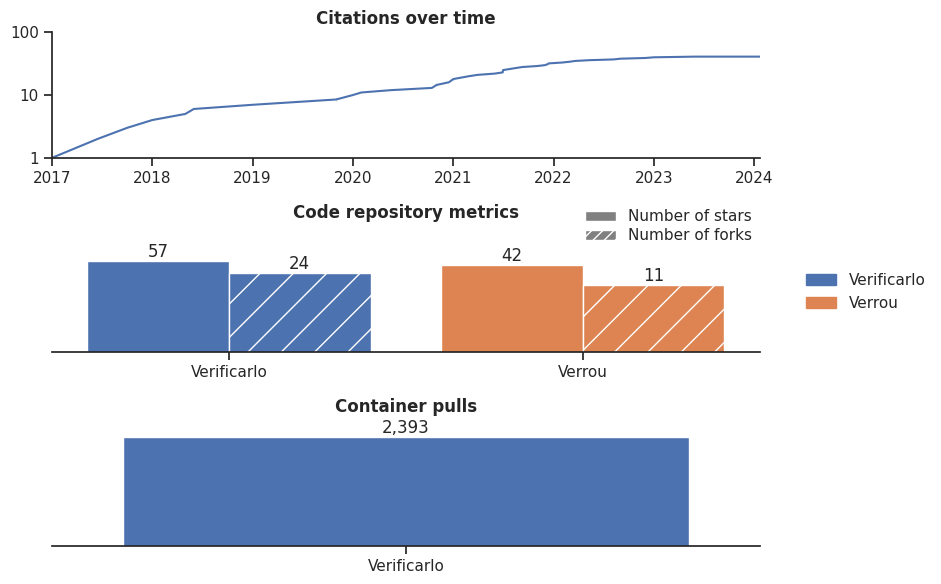 Citations over time
100
10
1
2017 2018 2019 2020 2021 2022 2023 2024
Code repository metrics
Number of stars
Number of forks
57 24 42 11
Verificarlo Verrou
Verificarlo
Verrou
Container pulls
2,393
Verificarlo